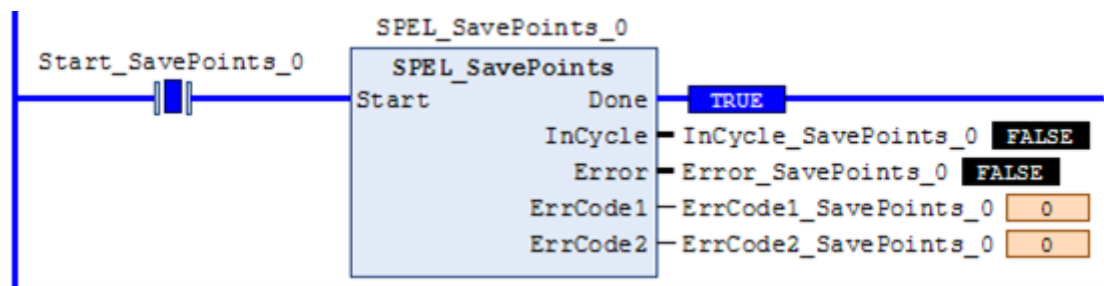 SPEL_SavePoints_0
Start_SavePoints_0
SPEL_SavePoints
Start Done TRUE
InCycle InCycle_SavePoints_0 FALSE
Error Error_SavePoints_0 FALSE
ErrCode1 ErrCode1_SavePoints_0 0
ErrCode2 ErrCode2_SavePoints_0 0